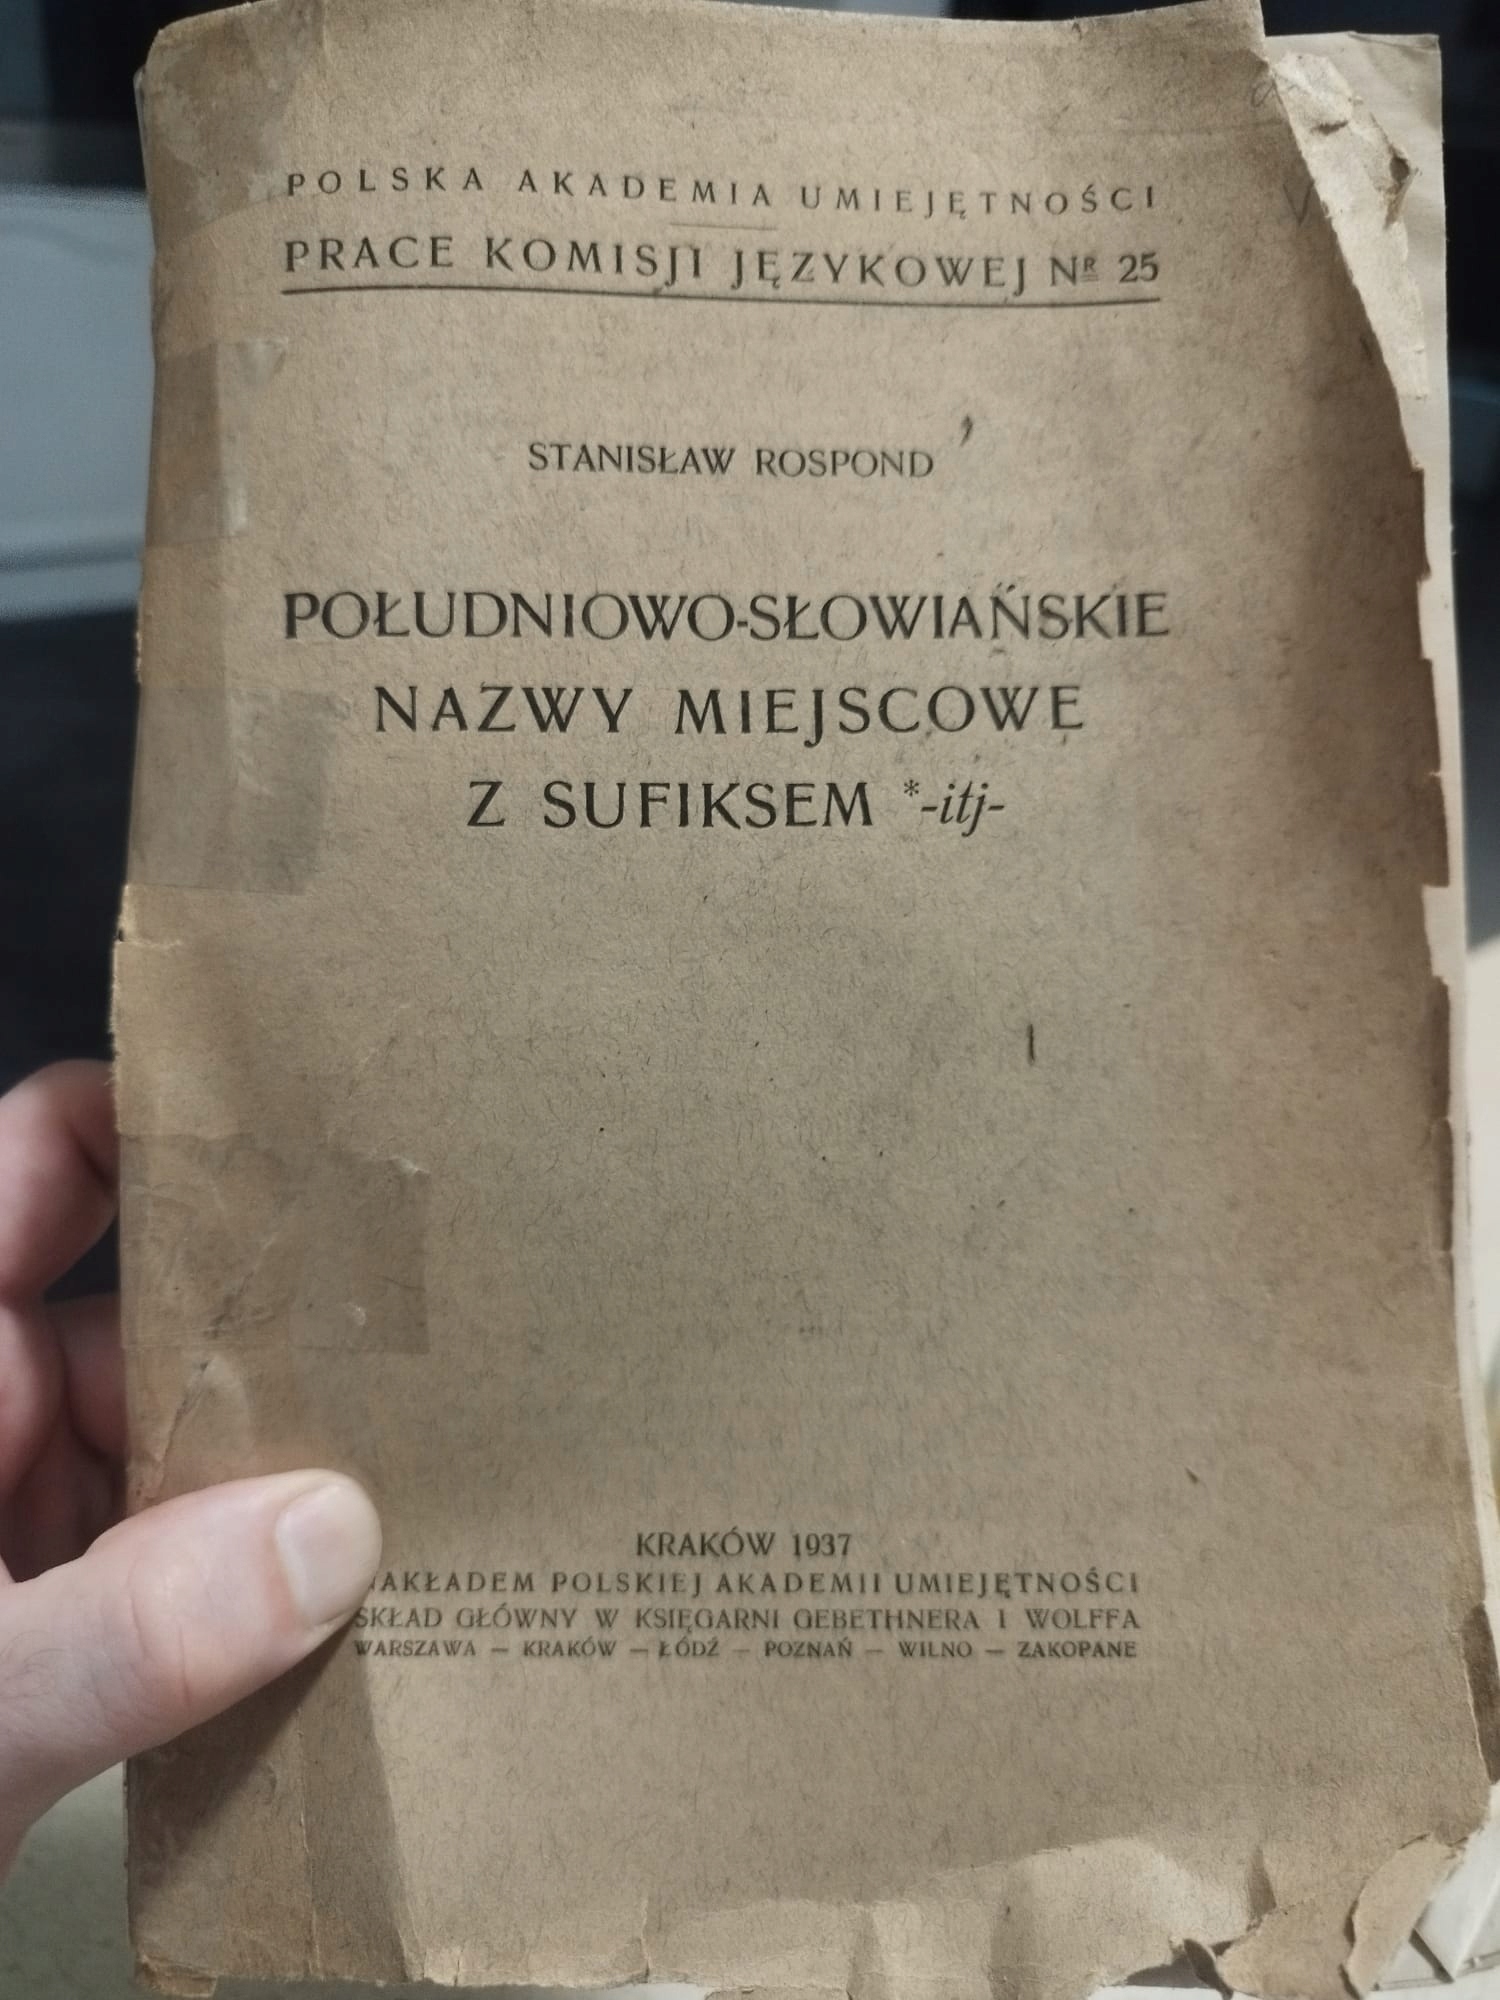 POLSKA AKADEMIA UMIEJĘTNOŚCI
PRACE KOMISJI JĘZYKOWEJ Nr 25
STANISŁAW ROSPOND
POŁUDNIOWO-SŁOWIAŃSKIE
NAZWY MIEJSCOWE
Z SUFIKSEM *-itj-
KRAKÓW 1937
NAKŁADEM POLSKIEJ AKADEMII UMIEJĘTNOŚCI
SKŁAD GŁÓWNY W KSIĘGARNI GEBETHNERA I WOLFFA
WARSZAWA — KRAKÓW — ŁÓDŹ — POZNAŃ — WILNO — ZAKOPANE